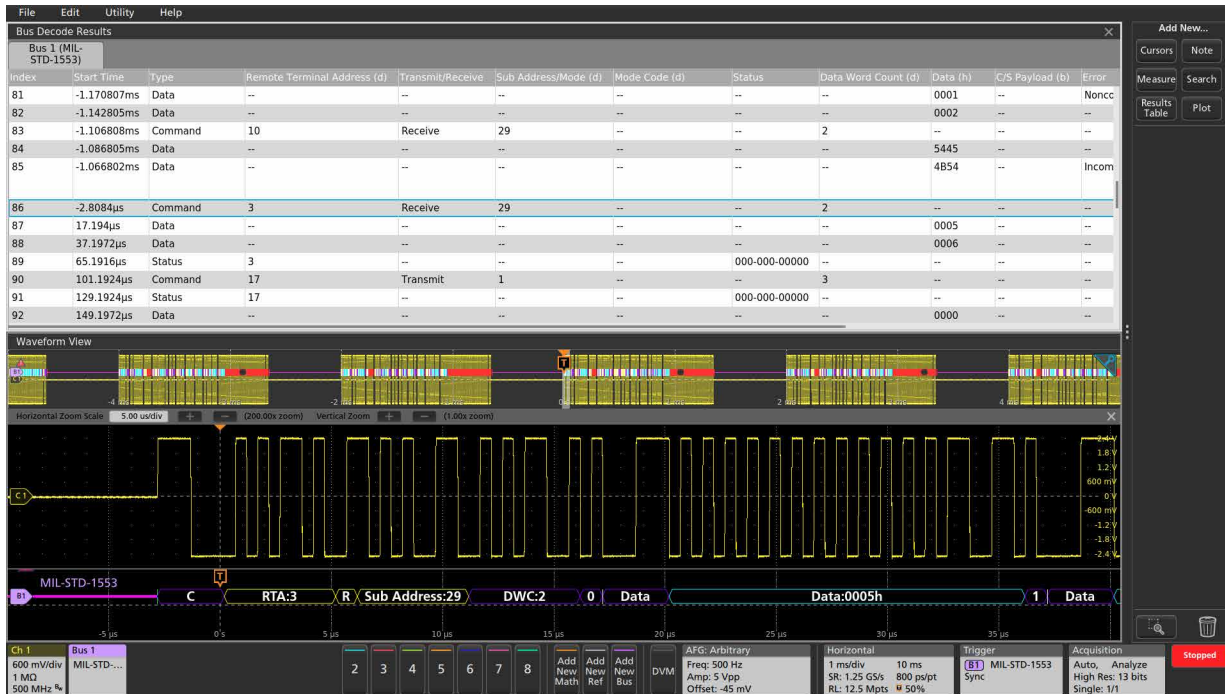 File Edit Utility Help
Bus Decode Results
Bus 1 (MIL-
STD-1553)
Index Start Time Type Remote Terminal Address (d) Transmit/Receive Sub Address/Mode (d) Mode Code (d) Status Data Word Count (d) Data (h) C/S Payload (b) Error
81 -1.170807ms Data -- -- -- -- -- -- 0001 -- Nonco
82 -1.142805ms Data -- -- -- -- -- -- 0002 -- --
83 -1.106808ms Command 10 Receive 29 -- -- 2 -- -- --
84 -1.086805ms Data -- -- -- -- -- -- 5445 -- --
85 -1.066802ms Data -- -- -- -- -- -- 4B54 -- Incom
86 -2.8084µs Command 3 Receive 29 -- -- 2 -- -- --
87 17.194µs Data -- -- -- -- -- -- 0005 -- --
88 37.1972µs Data -- -- -- -- -- -- 0006 -- --
89 65.1916µs Status 3 -- -- -- 000-000-00000 -- -- -- --
90 101.1924µs Command 17 Transmit 1 -- -- 3 -- -- --
91 129.1924µs Status 17 -- -- -- 000-000-00000 -- -- -- --
92 149.1972µs Data -- -- -- -- -- -- 0000 -- --
Waveform View
B1
C1
T
Horizontal Zoom Scale 5.00 us/div + - (200.00x zoom) Vertical Zoom + - (1.00x zoom)
2.4 V
1.8 V
1.2 V
600 mV
C1 0 V
-600 mV
-1.2 V
-1.8 V
-2.4 V
MIL-STD-1553 T
B1 C RTA:3 R Sub Address:29 DWC:2 0 Data Data:0005h 1 Data
-5 µs 0 s 5 µs 10 µs 15 µs 20 µs 25 µs 30 µs 35 µs
Ch 1
600 mV/div
1 MΩ
500 MHz Bw
Bus 1
MIL-STD-...
2 3 4 5 6 7 8
Add
New
Math
Add
New
Ref
Add
New
Bus
DVM
AFG: Arbitrary
Freq: 500 Hz
Amp: 5 Vpp
Offset: -45 mV
Horizontal
1 ms/div 10 ms
SR: 1.25 GS/s 800 ps/pt
RL: 12.5 Mpts 50%
Trigger
B1 MIL-STD-1553
Sync
Acquisition
Auto, Analyze
High Res: 13 bits
Single: 1/1
Stopped
Add New...
Cursors Note
Measure Search
Results
Table
Plot